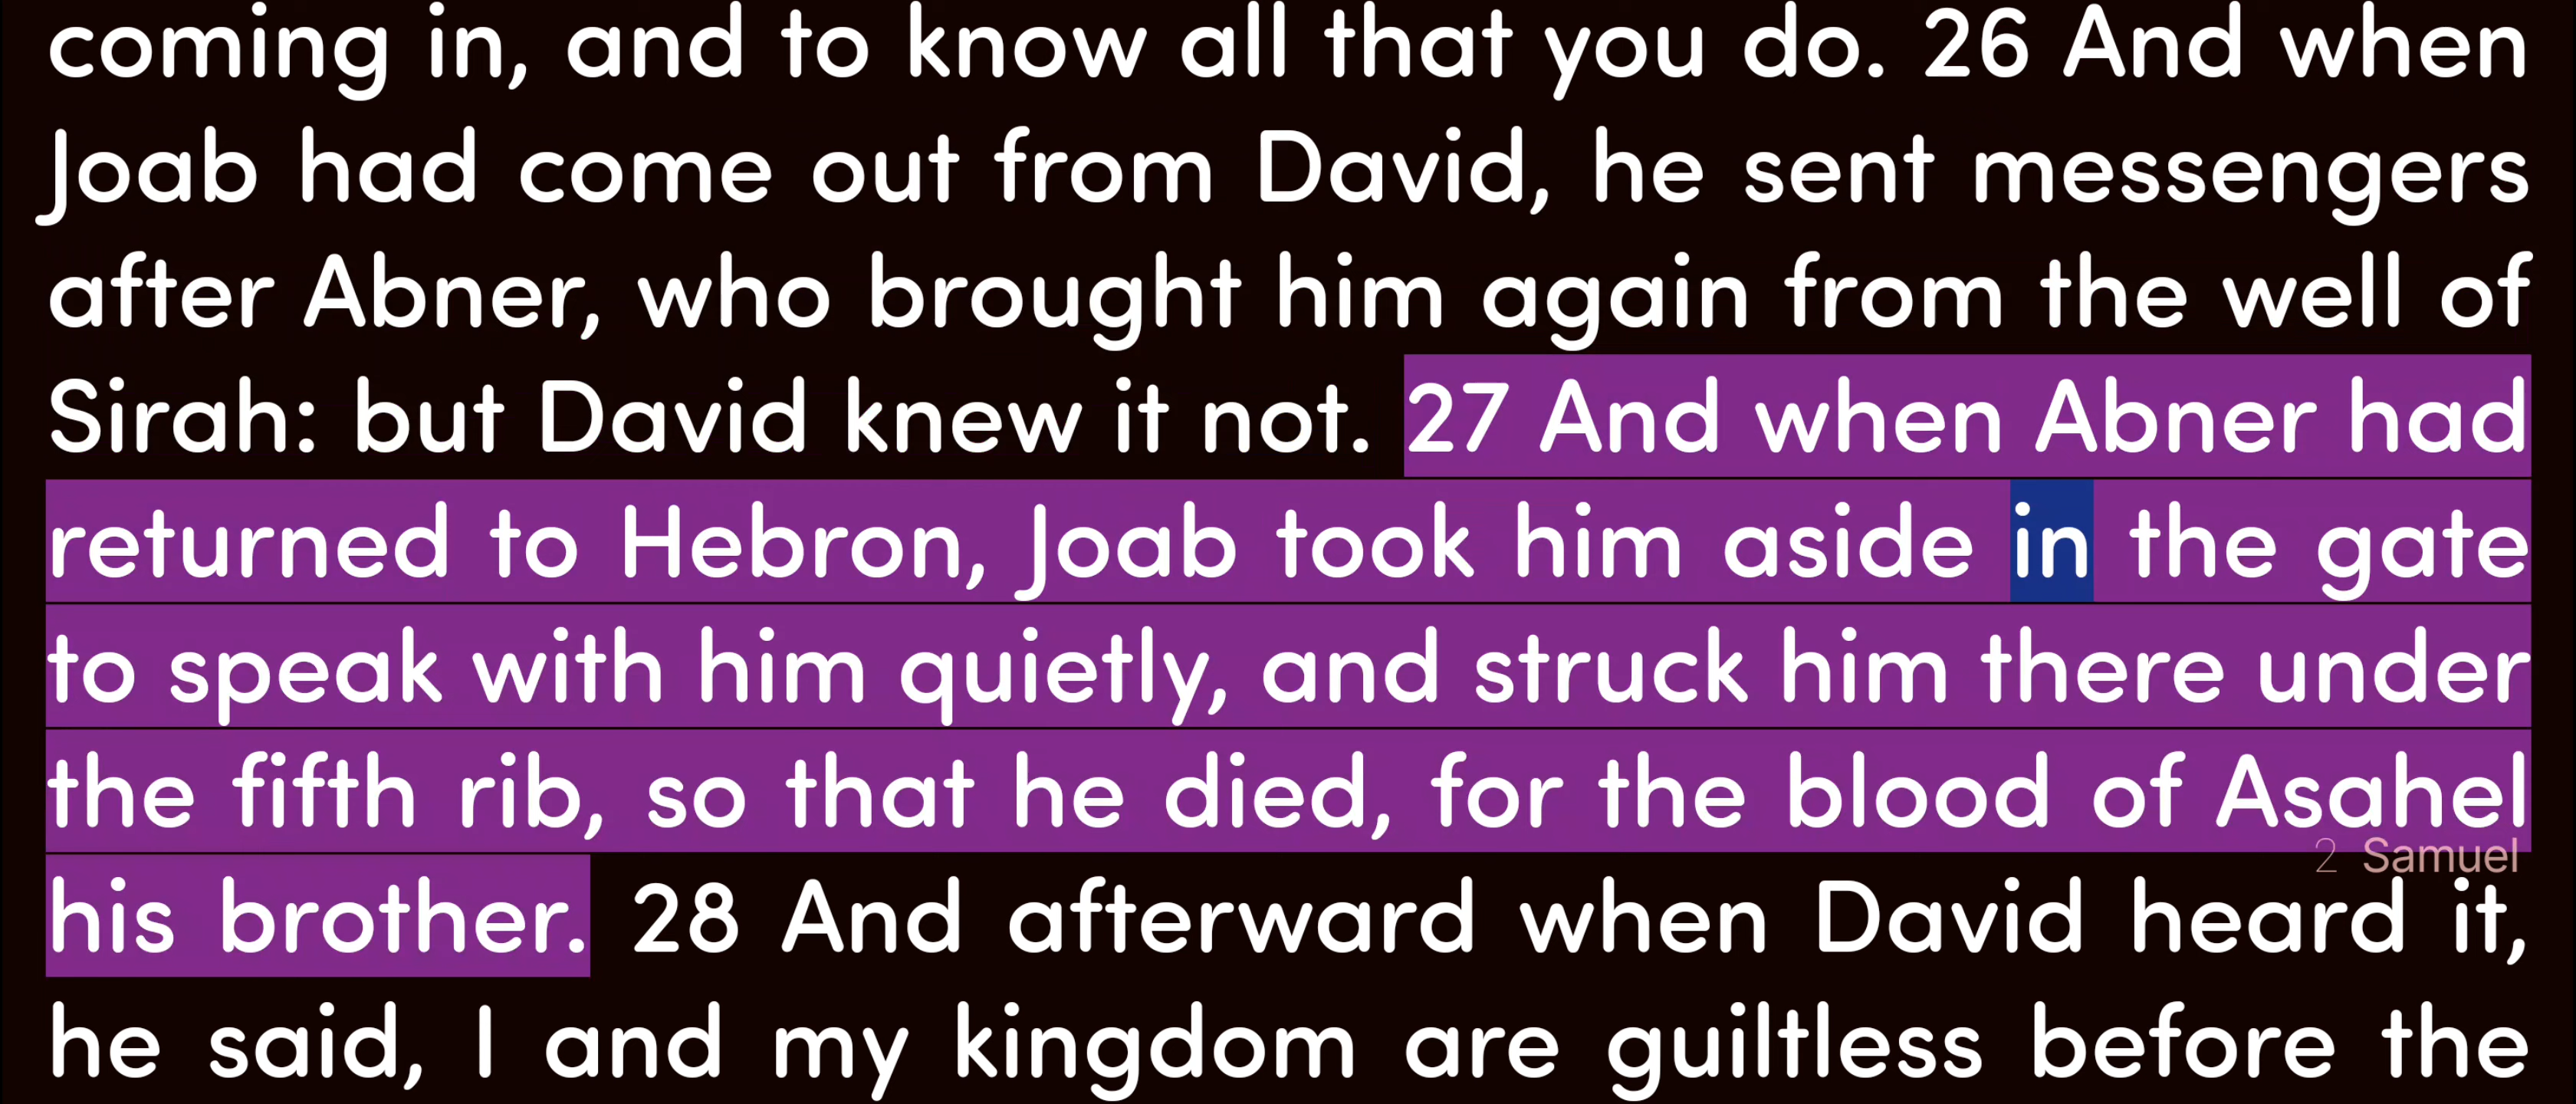 coming in, and to know all that you do. 26 And when
Joab had come out from David, he sent messengers
after Abner, who brought him again from the well of
Sirah: but David knew it not. 27 And when Abner had
returned to Hebron, Joab took him aside in the gate
to speak with him quietly, and struck him there under
the fifth rib, so that he died, for the blood of Asahel
2 Samuel
his brother. 28 And afterward when David heard it,
he said, I and my kingdom are guiltless before the